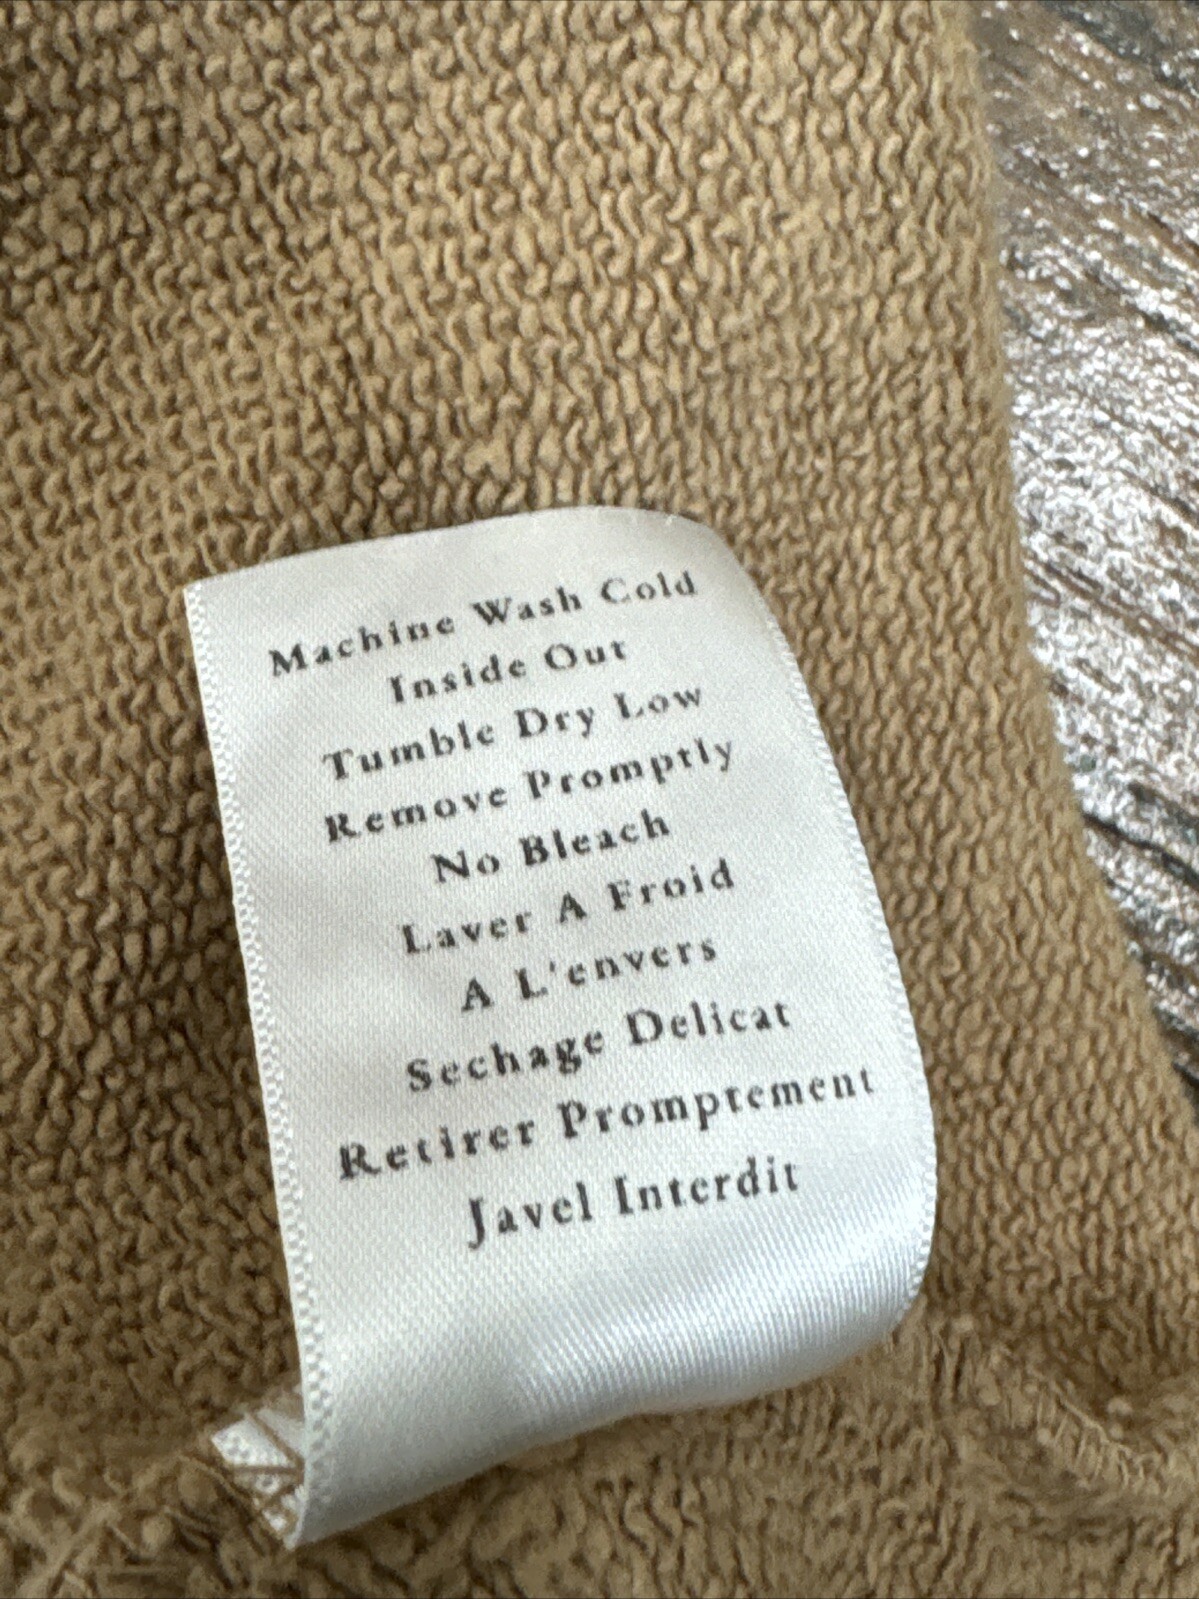 Machine Wash Cold
Inside Out
Tumble Dry Low
Remove Promptly
No Bleach
Laver A Froid
A L'envers
Sechage Delicat
Retirer Promptement
Javel Interdit